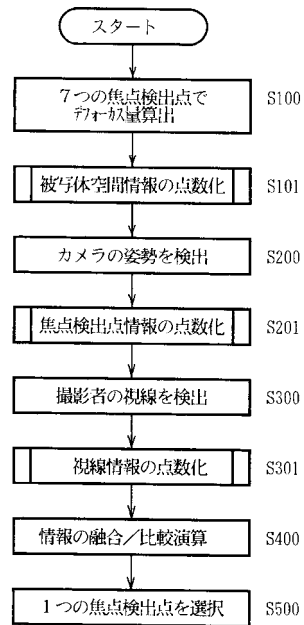 スタート
7つの焦点検出点で
デフォーカス量算出
S100
被写体空間情報の点数化
S101
カメラの姿勢を検出
S200
焦点検出点情報の点数化
S201
撮影者の視線を検出
S300
視線情報の点数化
S301
情報の融合／比較演算
S400
1つの焦点検出点を選択
S500